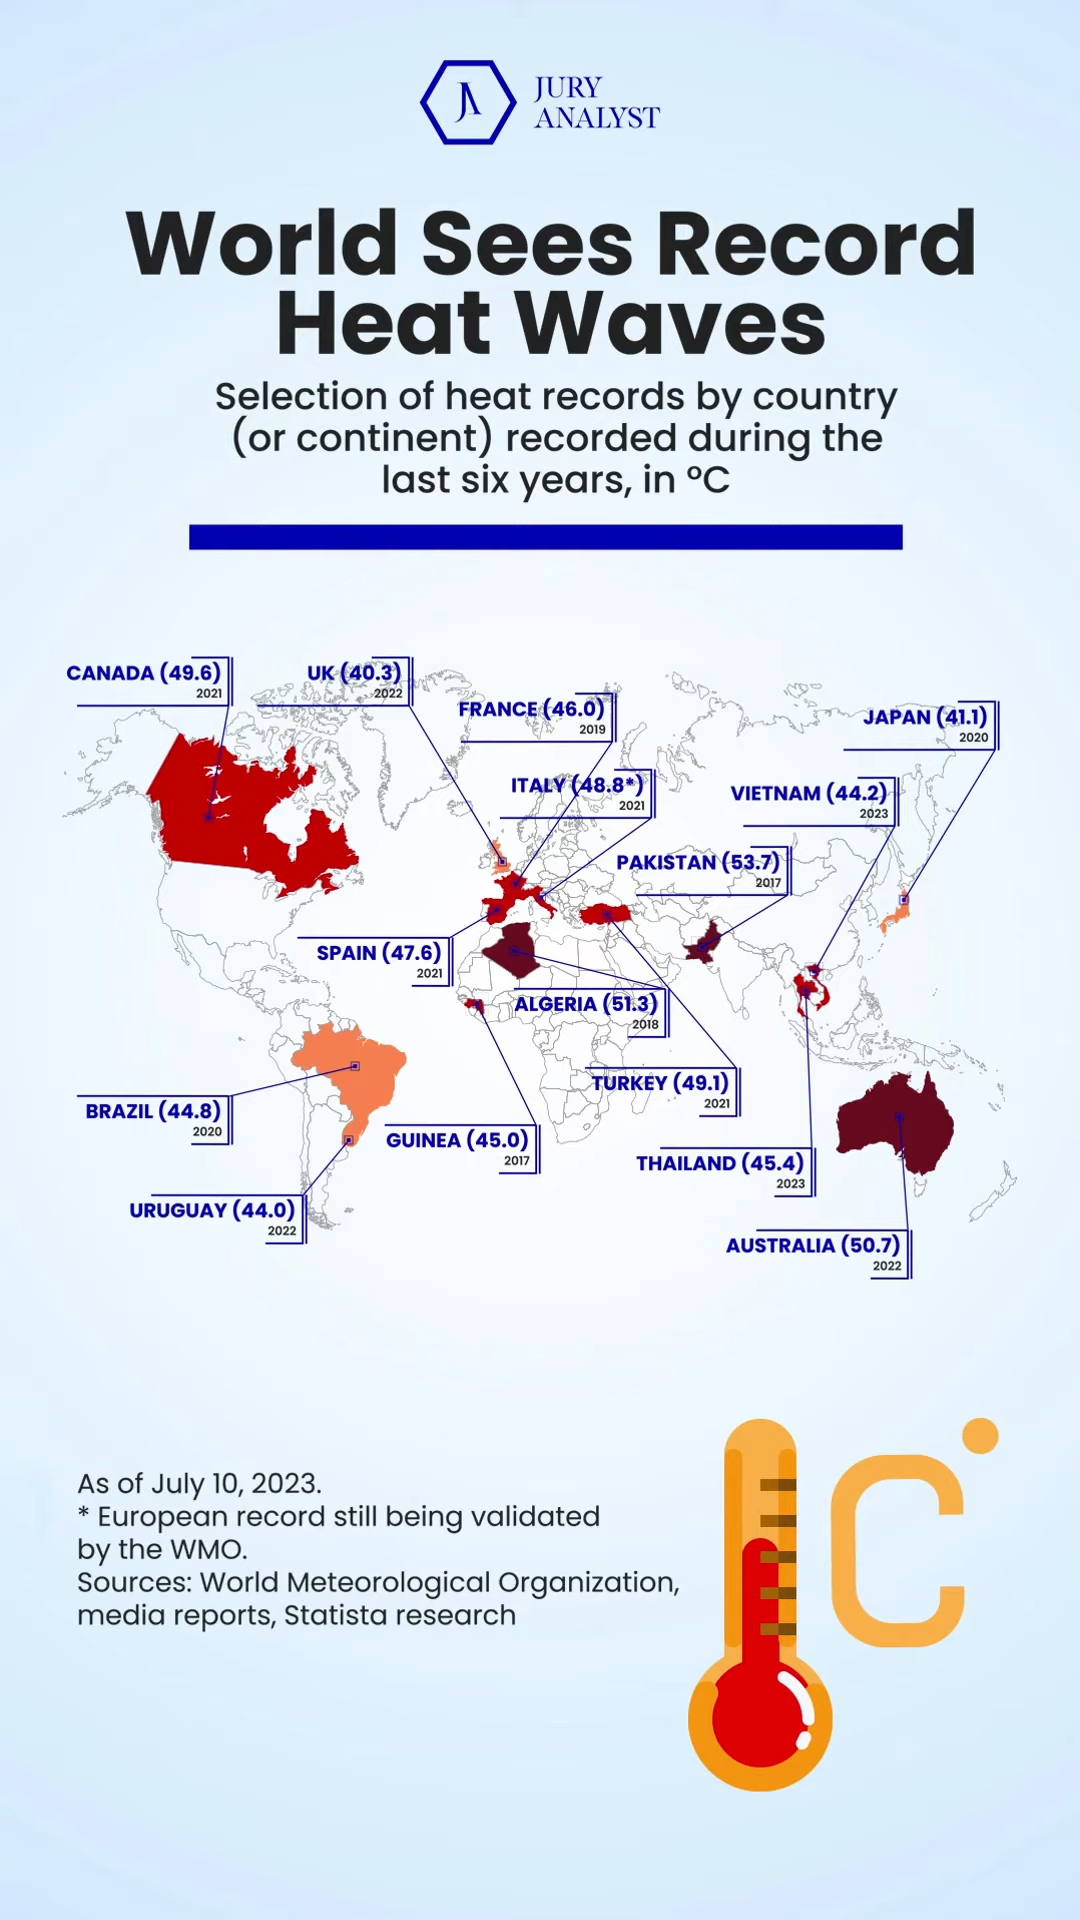 JURY
ANALYST
World Sees Record
Heat Waves
Selection of heat records by country
(or continent) recorded during the
last six years, in °C
CANADA (49.6)
2021
UK (40.3)
2022
FRANCE (46.0)
2019
JAPAN (41.1)
2020
ITALY (48.8*)
2021
VIETNAM (44.2)
2023
PAKISTAN (53.7)
2017
SPAIN (47.6)
2021
ALGERIA (51.3)
2018
TURKEY (49.1)
2021
BRAZIL (44.8)
2020
GUINEA (45.0)
2017
THAILAND (45.4)
2023
URUGUAY (44.0)
2022
AUSTRALIA (50.7)
2022
As of July 10, 2023.
* European record still being validated
by the WMO.
Sources: World Meteorological Organization,
media reports, Statista research
°C